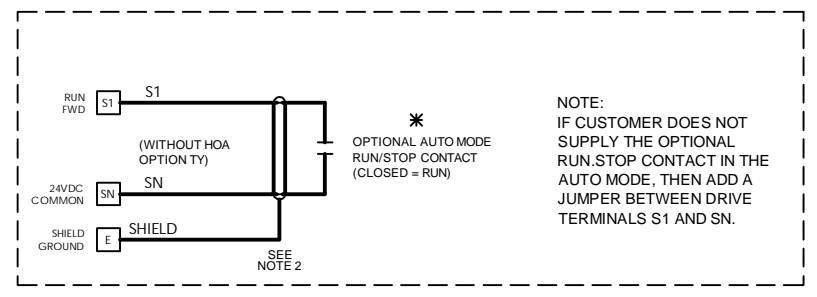 RUN
FWD
S1
S1
(WITHOUT HOA
OPTION TY)
24VDC
COMMON
SN
SN
SHIELD
GROUND
E
SHIELD
SEE
NOTE 2
OPTIONAL AUTO MODE
RUN/STOP CONTACT
(CLOSED = RUN)
NOTE:
IF CUSTOMER DOES NOT
SUPPLY THE OPTIONAL
RUN.STOP CONTACT IN THE
AUTO MODE, THEN ADD A
JUMPER BETWEEN DRIVE
TERMINALS S1 AND SN.